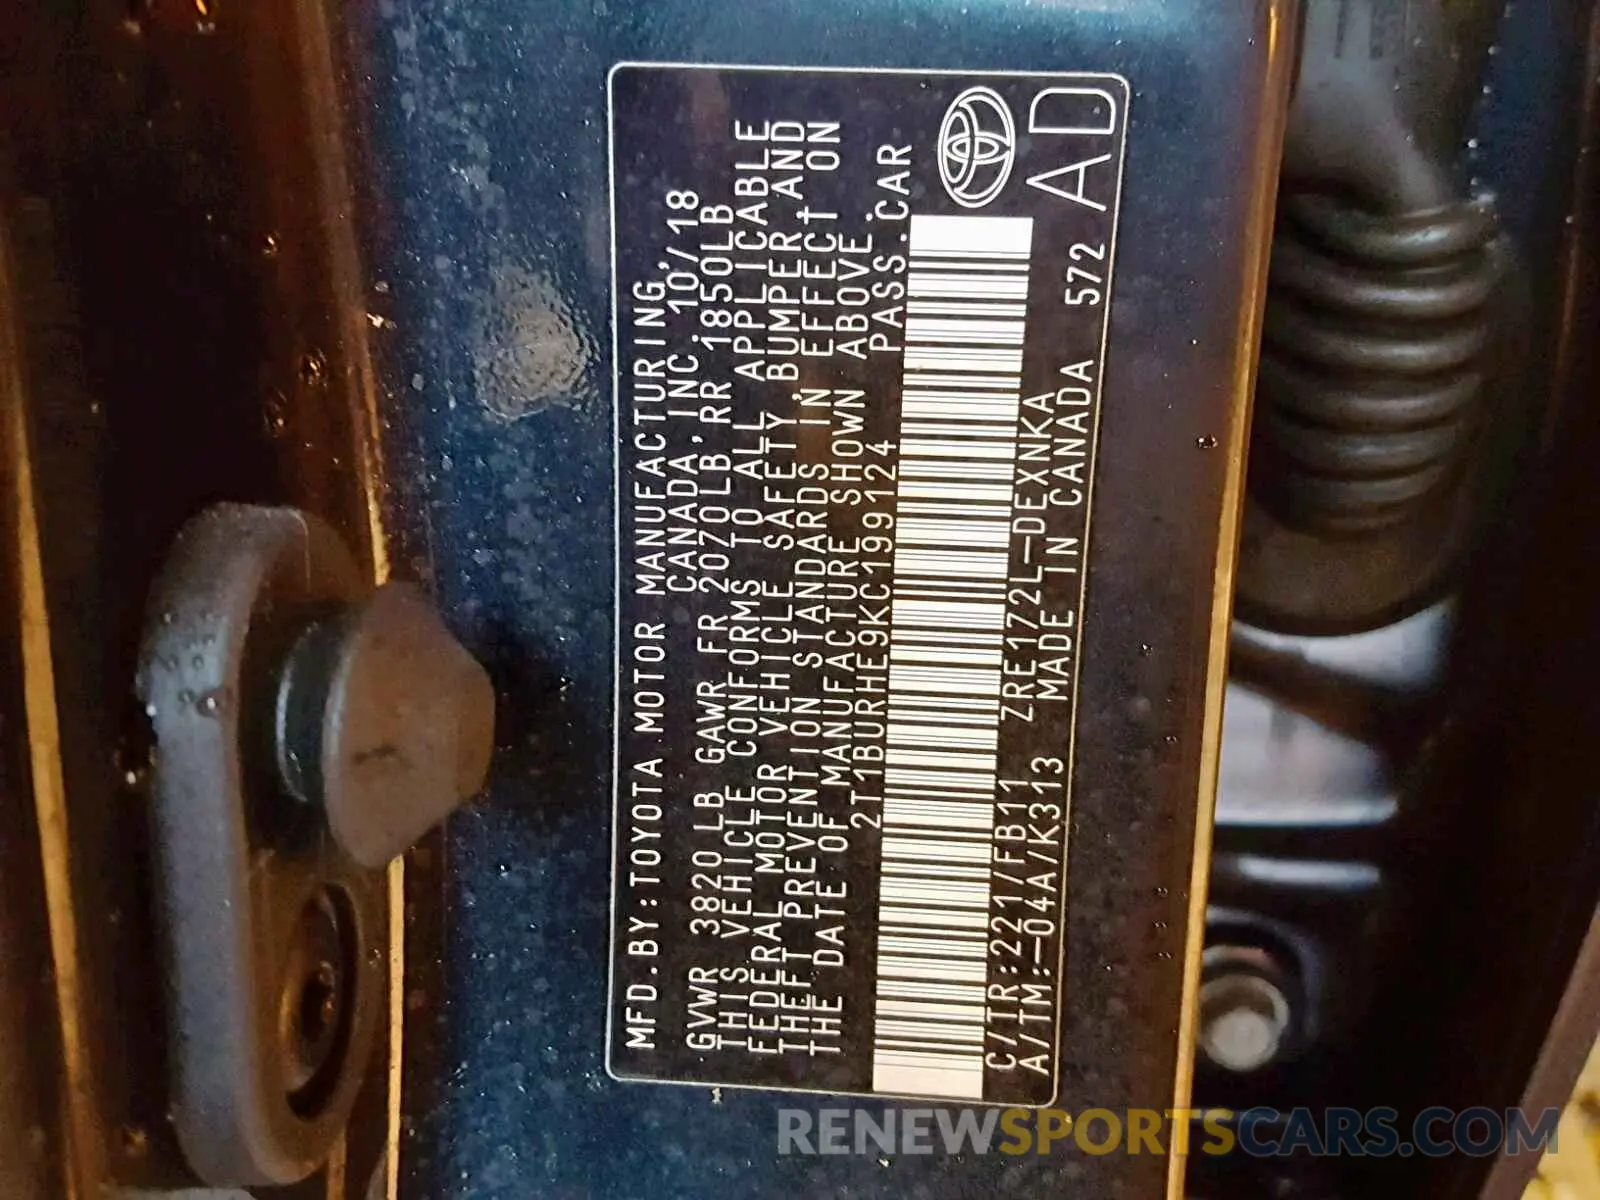 MFD.BY:TOYOTA MOTOR MANUFACTURING,
CANADA, INC. 10/18
GVWR 3820LB GAWR FR 2070LB, RR 1850LB
THIS VEHICLE CONFORMS TO ALL APPLICABLE
FEDERAL MOTOR VEHICLE SAFETY, BUMPER, AND
THEFT PREVENTION STANDARDS IN EFFECT ON
THE DATE OF MANUFACTURE SHOWN ABOVE.
2T1BURHE9KC199124 PASS.CAR
C/TR:221/FB11 ZRE172L-DEXNKA
A/TM:-04A/K313 MADE IN CANADA 572 AD
RENEWSPORTSCARS.COM